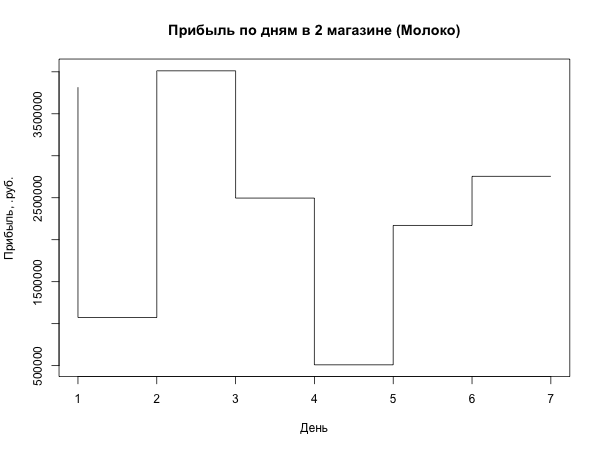 Прибыль по дням в 2 магазине (Молоко)
Прибыль, .руб.
3500000
2500000
1500000
500000
1 2 3 4 5 6 7
День